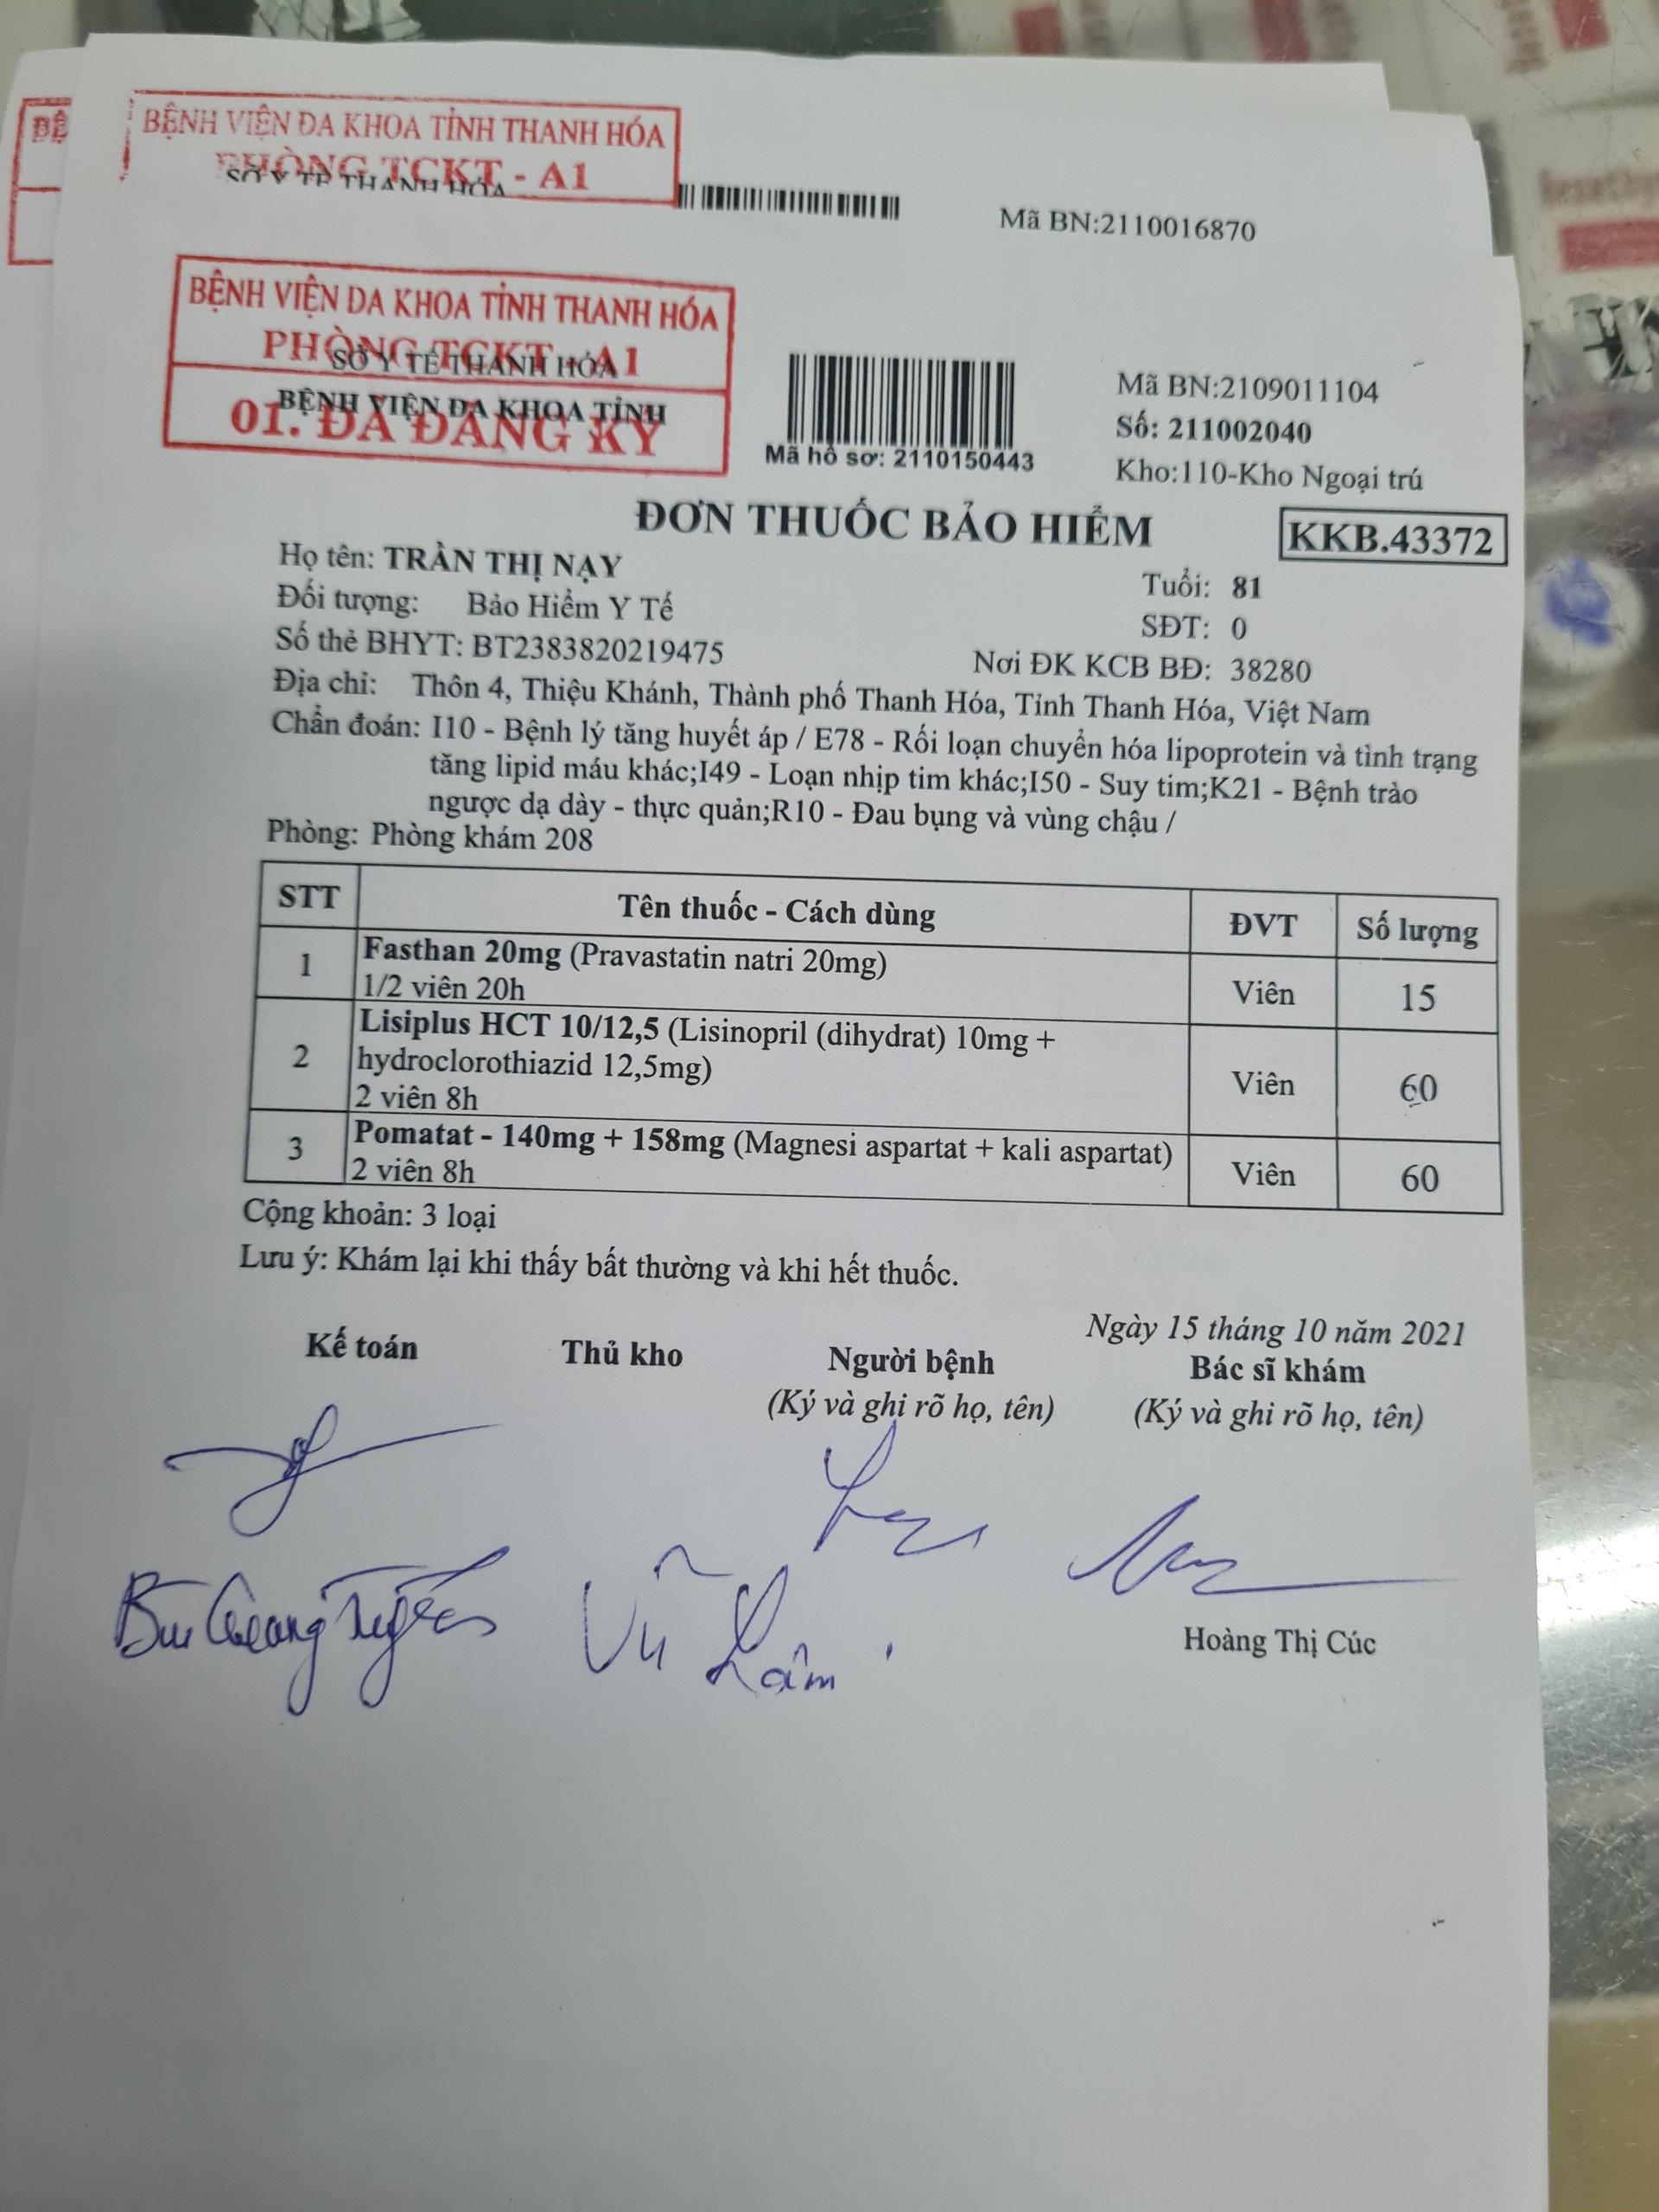 BỆNH VIỆN ĐA KHOA TỈNH THANH HÓA
PHÒNG TCKT - A1
SỞ Y TẾ THANH HÓA
Mã BN:2110016870
BỆ
BỆNH VIỆN ĐA KHOA TỈNH THANH HÓA
PHÒNG TCKT - A1
SỞ Y TẾ THANH HÓA
BỆNH VIỆN ĐA KHOA TỈNH
01. ĐÃ ĐĂNG KÝ
Mã hồ sơ: 2110150443
Mã BN:2109011104
Số: 211002040
Kho:110-Kho Ngoại trú
ĐƠN THUỐC BẢO HIỂM
KKB.43372
Họ tên: TRẦN THỊ NẠY
Tuổi: 81
Đối tượng: Bảo Hiểm Y Tế
SĐT: 0
Số thẻ BHYT: BT2383820219475
Nơi ĐK KCB BĐ: 38280
Địa chỉ: Thôn 4, Thiệu Khánh, Thành phố Thanh Hóa, Tỉnh Thanh Hóa, Việt Nam
Chẩn đoán: I10 - Bệnh lý tăng huyết áp / E78 - Rối loạn chuyển hóa lipoprotein và tình trạng
tăng lipid máu khác;I49 - Loạn nhịp tim khác;I50 - Suy tim;K21 - Bệnh trào
ngược dạ dày - thực quản;R10 - Đau bụng và vùng chậu /
Phòng: Phòng khám 208
STT Tên thuốc - Cách dùng ĐVT Số lượng
1 Fasthan 20mg (Pravastatin natri 20mg) Viên 15
1/2 viên 20h
2 Lisiplus HCT 10/12,5 (Lisinopril (dihydrat) 10mg + Viên 60
hydroclorothiazid 12,5mg)
2 viên 8h
3 Pomatat - 140mg + 158mg (Magnesi aspartat + kali aspartat) Viên 60
2 viên 8h
Cộng khoản: 3 loại
Lưu ý: Khám lại khi thấy bất thường và khi hết thuốc.
Ngày 15 tháng 10 năm 2021
Kế toán Thủ kho Người bệnh Bác sĩ khám
(Ký và ghi rõ họ, tên) (Ký và ghi rõ họ, tên)
Vũ Lâm
Hoàng Thị Cúc